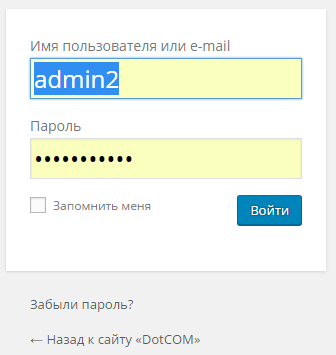 Имя пользователя или e-mail
admin2
Пароль
•••••••••••
Запомнить меня
Войти
Забыли пароль?
← Назад к сайту «DotCOM»